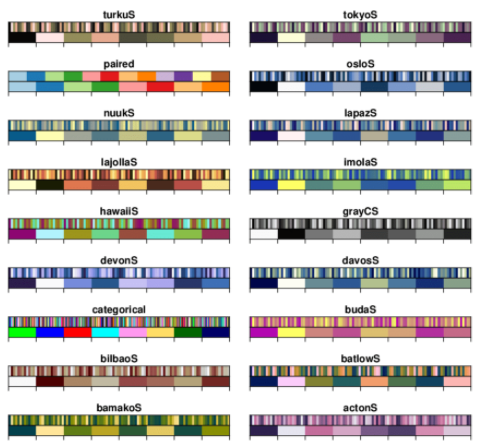 turkuS
tokyoS
paired
osloS
nuukS
lapazS
lajollaS
imolaS
hawaiiS
grayCS
devonS
davosS
categorical
budaS
bilbaoS
batlowS
bamakoS
actonS